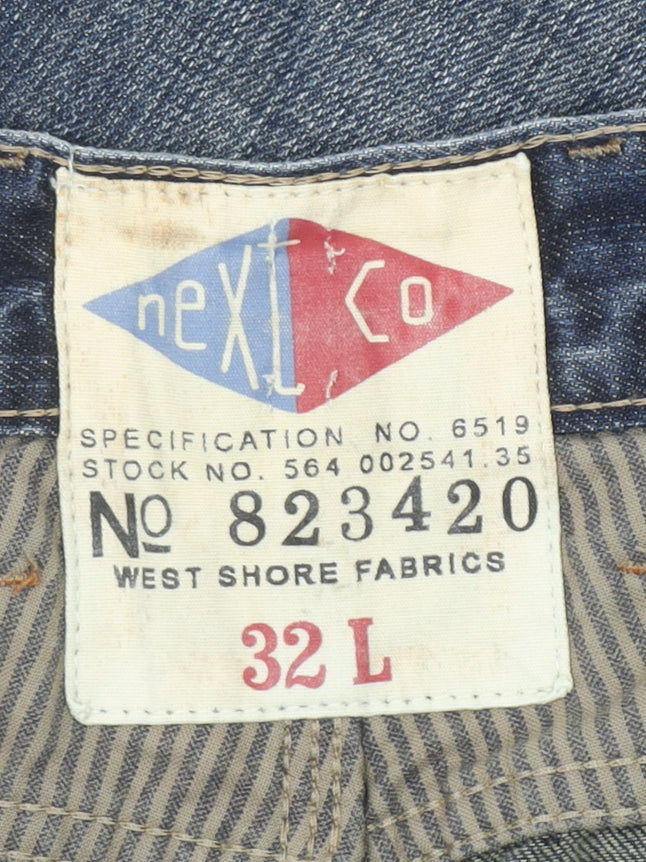 neXt Co
SPECIFICATION NO. 6519
STOCK NO. 564 002541.35
No 823420
WEST SHORE FABRICS
32 L